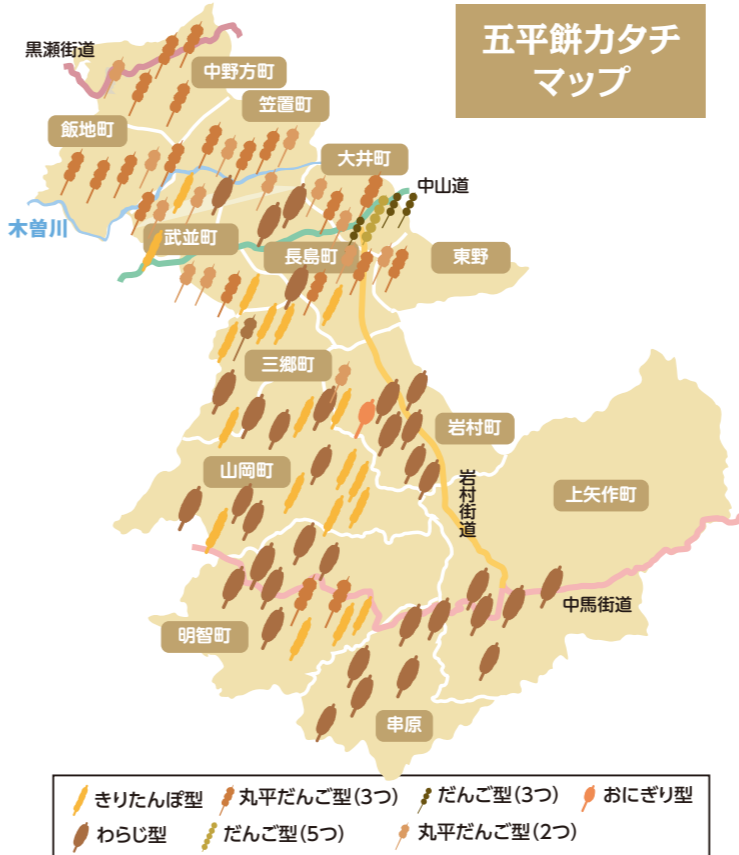 五平餅カタチ
マップ
黒瀬街道
中野方町
笠置町
飯地町
大井町
中山道
木曽川
武並町
長島町
東野
三郷町
岩村町
山岡町
岩村街道
上矢作町
中馬街道
明智町
串原
きりたんぽ型 丸平だんご型(3つ) だんご型(3つ) おにぎり型
わらじ型 だんご型(5つ) 丸平だんご型(2つ)